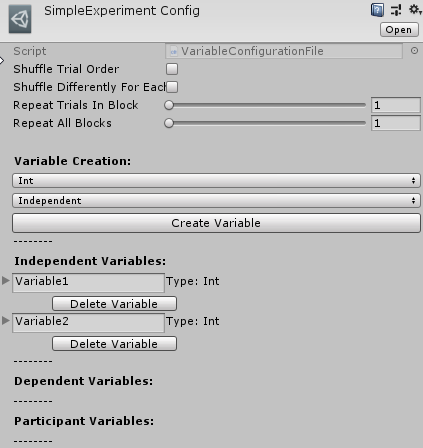 SimpleExperiment Config
Open
Script VariableConfigurationFile
Shuffle Trial Order
Shuffle Differently For Each
Repeat Trials In Block 1
Repeat All Blocks 1
Variable Creation:
Int
Independent
Create Variable
--------
Independent Variables:
Variable1 Type: Int
Delete Variable
Variable2 Type: Int
Delete Variable
--------
Dependent Variables:
--------
Participant Variables:
--------